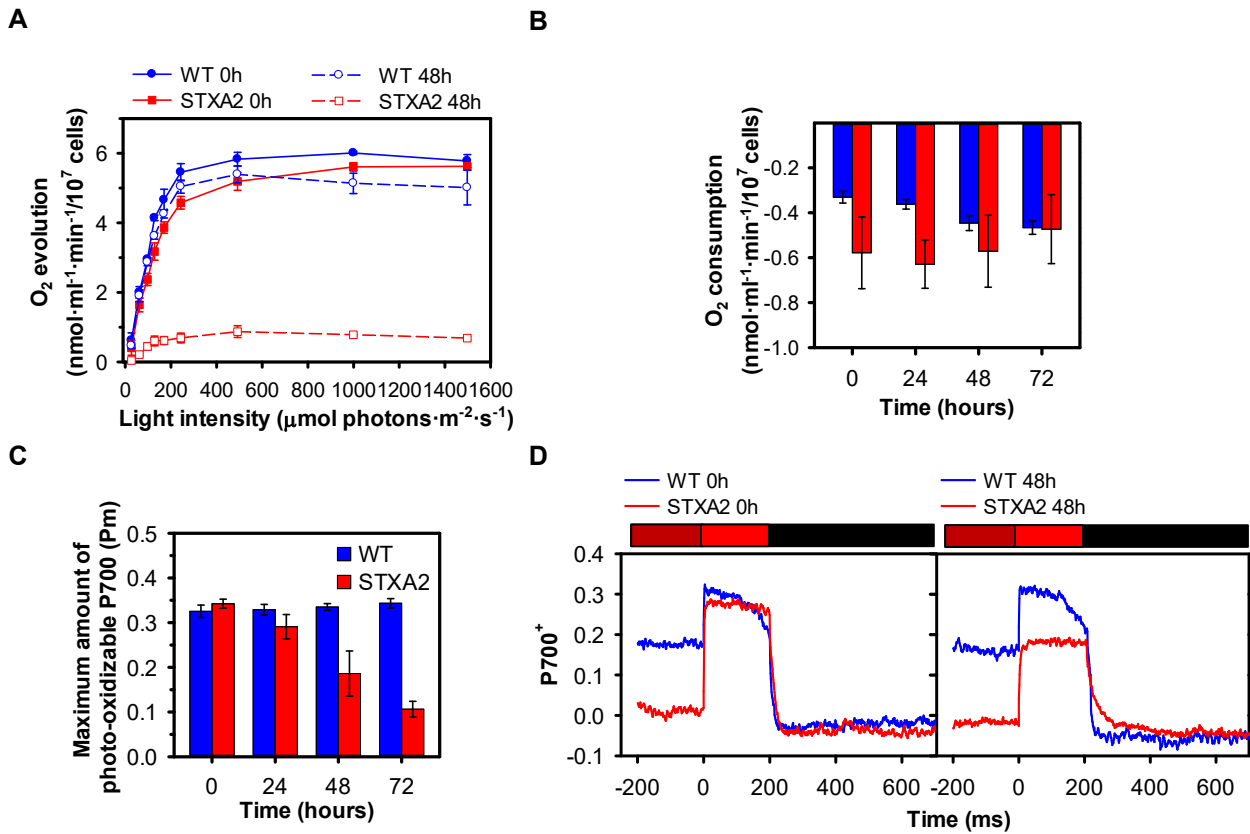 A
WT 0h
WT 48h
STXA2 0h
STXA2 48h
O2 evolution
(nmol·ml-1·min-1/107 cells)
6
4
2
0
0 200 400 600 800 1000 1200 1400 1600
Light intensity (μmol photons·m-2·s-1)
B
O2 consumption
(nmol·ml-1·min-1/107 cells)
-0.2
-0.4
-0.6
-0.8
-1.0
0 24 48 72
Time (hours)
C
Maximum amount of
photo-oxidizable P700 (Pm)
0.5
0.4
0.3
0.2
0.1
0.0
WT
STXA2
0 24 48 72
Time (hours)
D
WT 0h
STXA2 0h
WT 48h
STXA2 48h
P700+
0.4
0.3
0.2
0.1
0.0
-0.1
-200 0 200 400 600
-200 0 200 400 600
Time (ms)